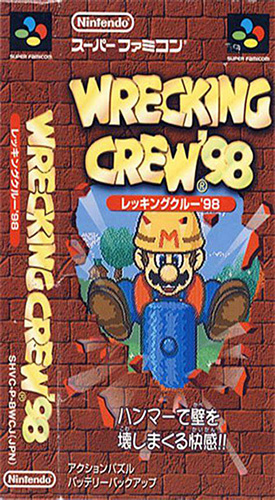 SUPER FAMICOM
WRECKING CREW'98®
レッキングクルー'98
SHVC-P-BWCJ(JPN)
Nintendo
Nintendo
スーパーファミコン
SUPER FAMICOM
WRECKING
CREW'98®
レッキングクルー'98
M
ハンマーで壁を
壊しまくる快感!!
アクションパズル
バッテリーバックアップ